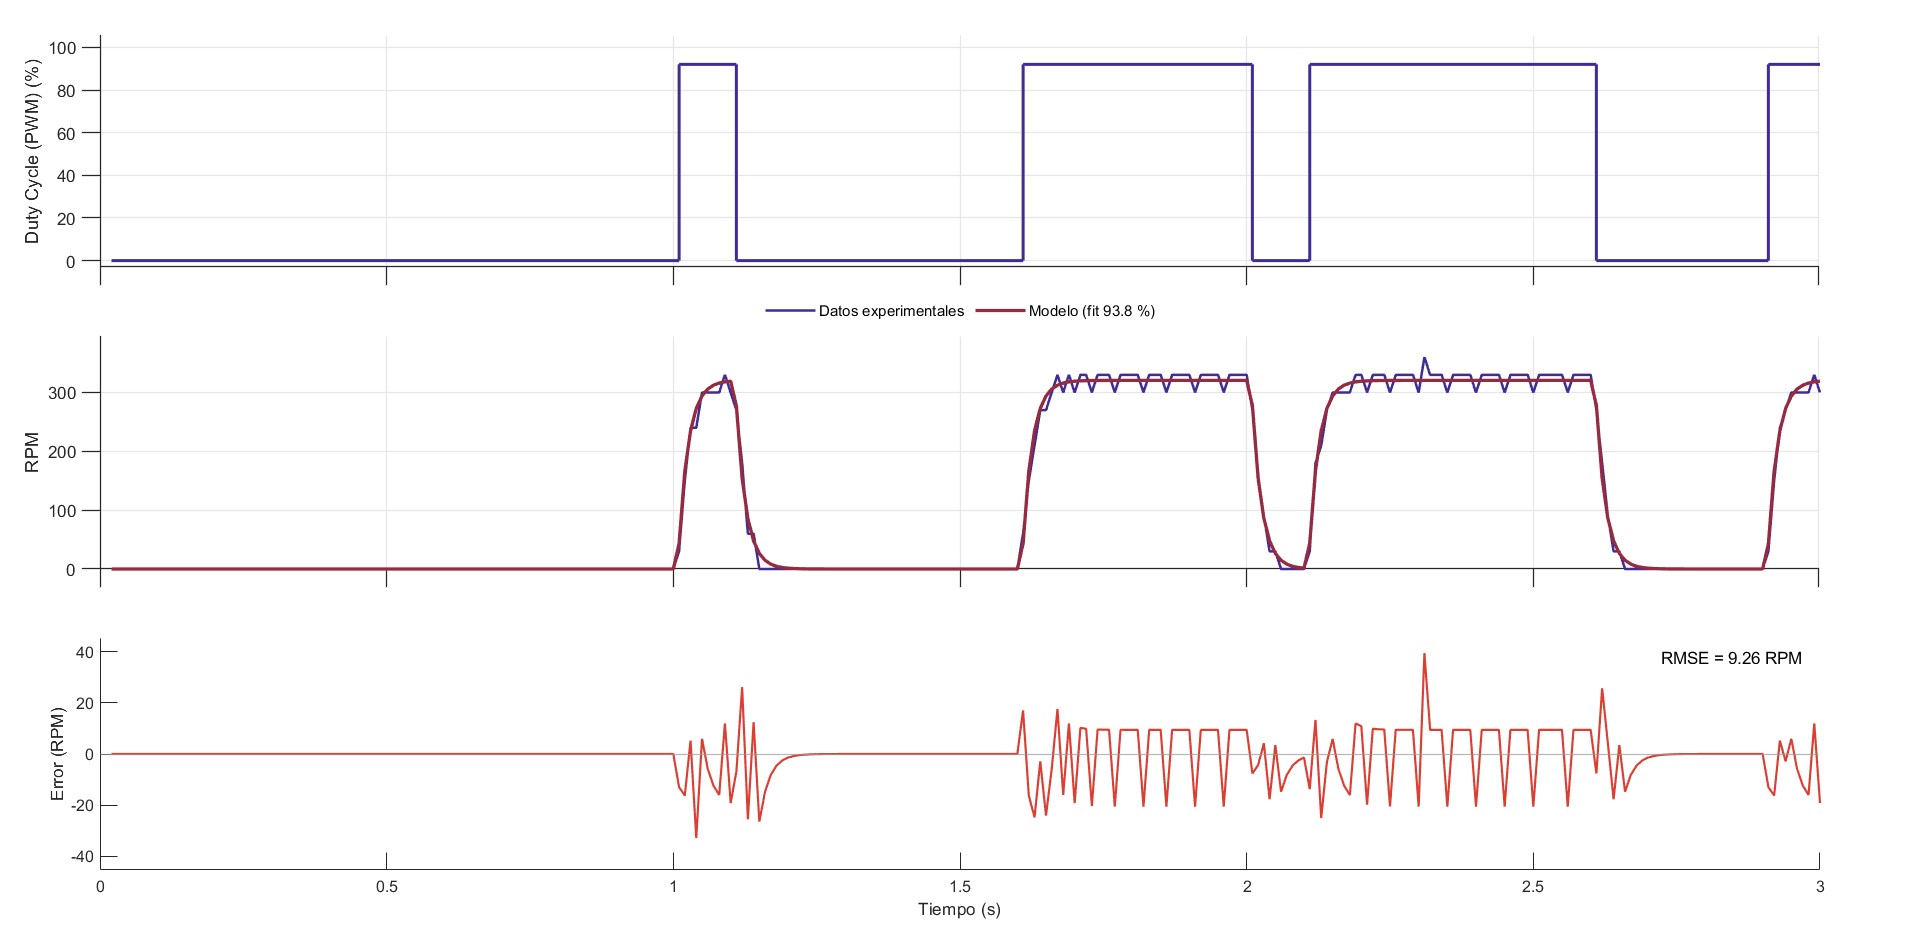 Duty Cycle (PWM) (%)
100
80
60
40
20
0
Datos experimentales Modelo (fit 93.8 %)
RPM
300
200
100
0
RMSE = 9.26 RPM
Error (RPM)
40
20
0
-20
-40
0 0.5 1 1.5 2 2.5 3
Tiempo (s)